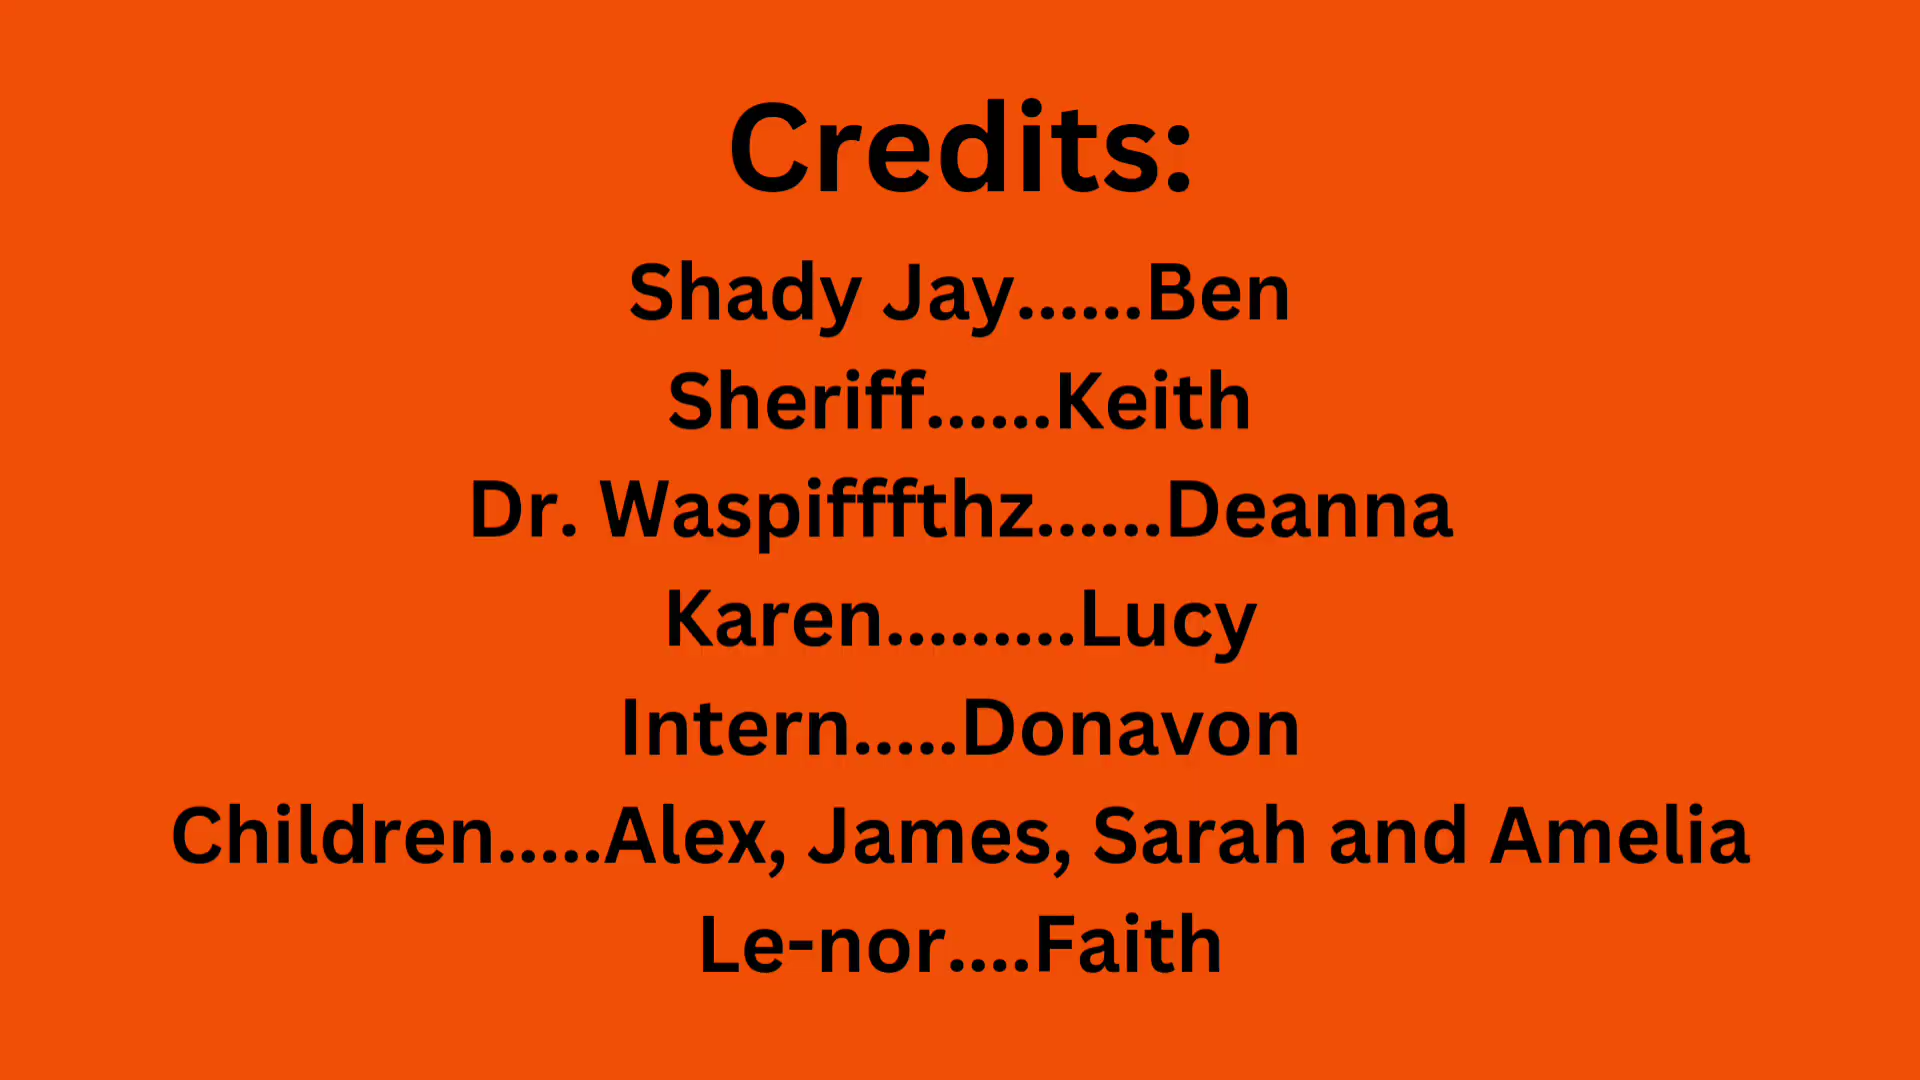 Credits:
Shady Jay......Ben
Sheriff......Keith
Dr. Waspifffthz......Deanna
Karen.........Lucy
Intern.....Donavon
Children.....Alex, James, Sarah and Amelia
Le-nor....Faith